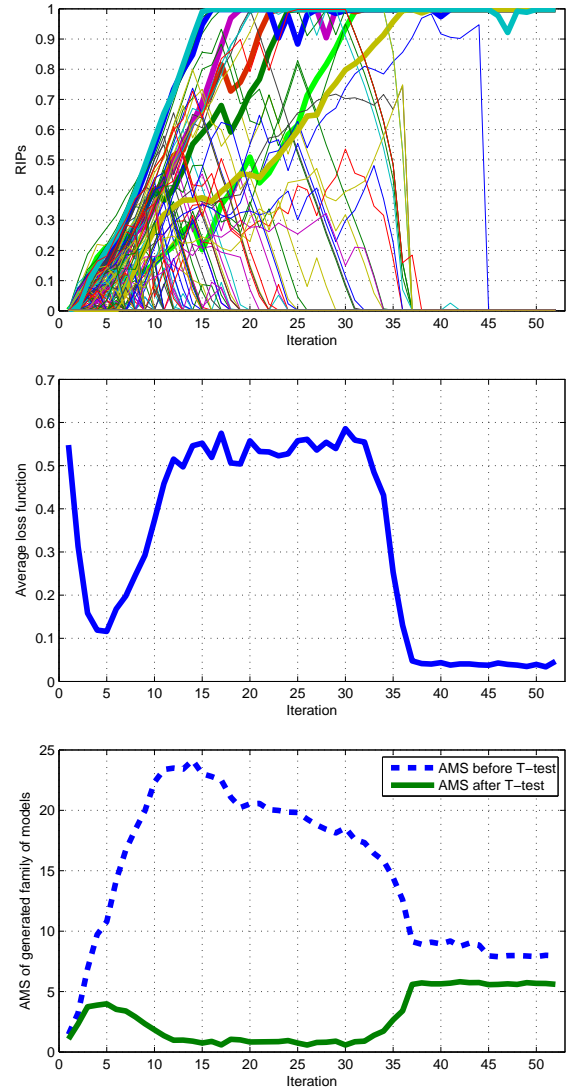 1
0.9
0.8
0.7
0.6
0.5
0.4
0.3
0.2
0.1
0
RIPs
0 5 10 15 20 25 30 35 40 45 50
Iteration
0.7
0.6
0.5
0.4
0.3
0.2
0.1
0
Average loss function
0 5 10 15 20 25 30 35 40 45 50
Iteration
25
20
15
10
5
0
AMS of generated family of models
AMS before T-test
AMS after T-test
0 5 10 15 20 25 30 35 40 45 50
Iteration